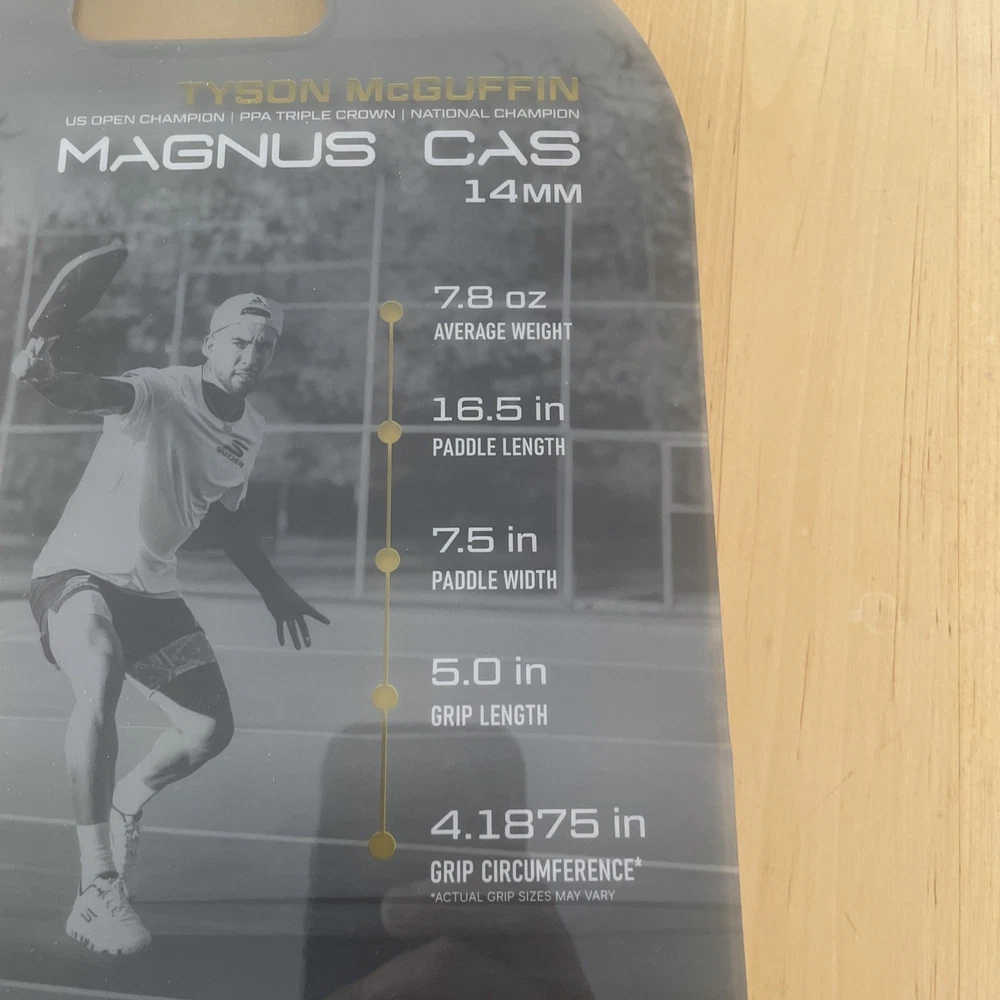 TYSON McGUFFIN
US OPEN CHAMPION | PPA TRIPLE CROWN | NATIONAL CHAMPION
MAGNUS CAS
14MM
7.8 oz
AVERAGE WEIGHT
16.5 in
PADDLE LENGTH
7.5 in
PADDLE WIDTH
5.0 in
GRIP LENGTH
4.1875 in
GRIP CIRCUMFERENCE*
*ACTUAL GRIP SIZES MAY VARY
SKECHERS